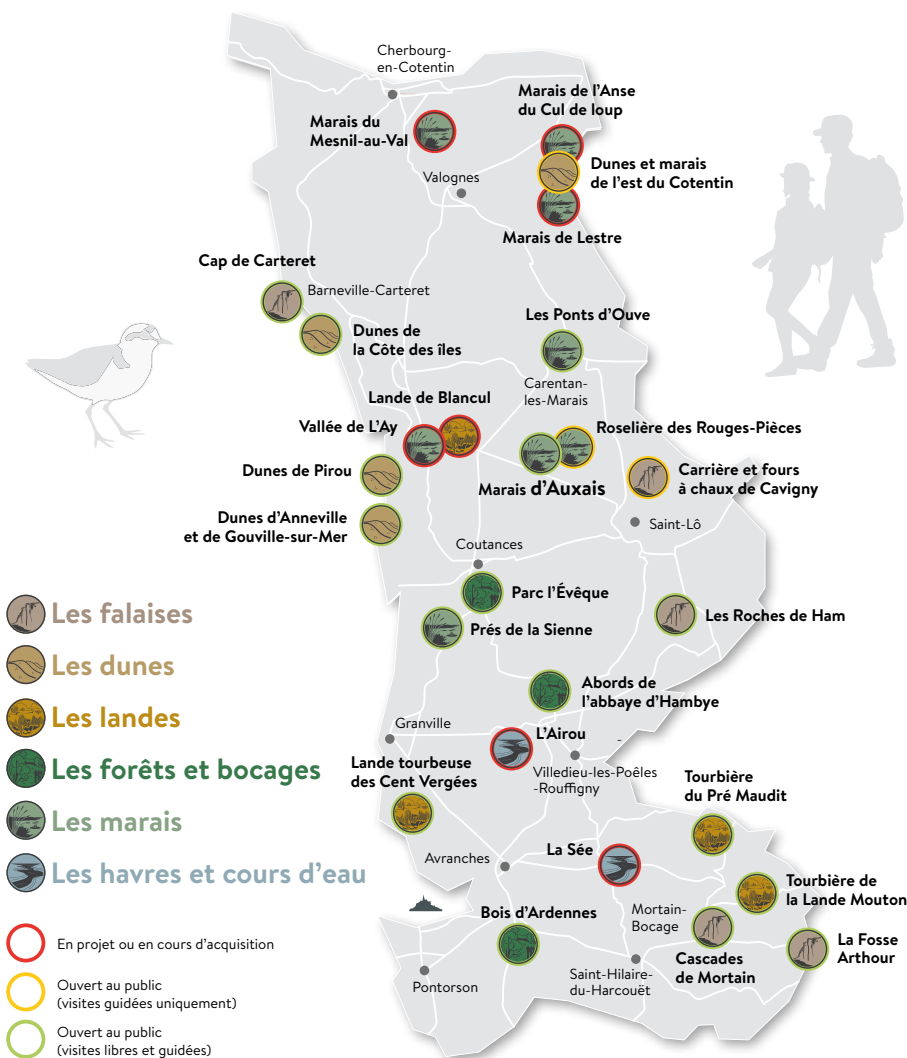 Cherbourg-
en-Cotentin
Marais de l'Anse
du Cul de loup
Marais du
Mesnil-au-Val
Dunes et marais
de l'est du Cotentin
Valognes
Marais de Lestre
Cap de Carteret
Barneville-Carteret
Les Ponts d'Ouve
Dunes de
la Côte des îles
Carentan-
les-Marais
Lande de Blancul
Vallée de L'Ay
Roselière des Rouges-Pièces
Dunes de Pirou
Marais d'Auxais
Carrière et fours
à chaux de Cavigny
Dunes d'Anneville
et de Gouville-sur-Mer
Saint-Lô
Coutances
Parc l'Évêque
Les falaises
Les Roches de Ham
Prés de la Sienne
Les dunes
Abords de
l'abbaye d'Hambye
Les landes
Granville
L'Airou
Les forêts et bocages
Lande tourbeuse
des Cent Vergées
Villedieu-les-Poêles
-Rouffigny
Tourbière
du Pré Maudit
Les marais
Avranches
La Sée
Les havres et cours d'eau
Tourbière de
la Lande Mouton
Bois d'Ardennes
Mortain-
Bocage
En projet ou en cours d'acquisition
La Fosse
Arthour
Cascades
de Mortain
Pontorson
Saint-Hilaire-
du-Harcouët
Ouvert au public
(visites guidées uniquement)
Ouvert au public
(visites libres et guidées)